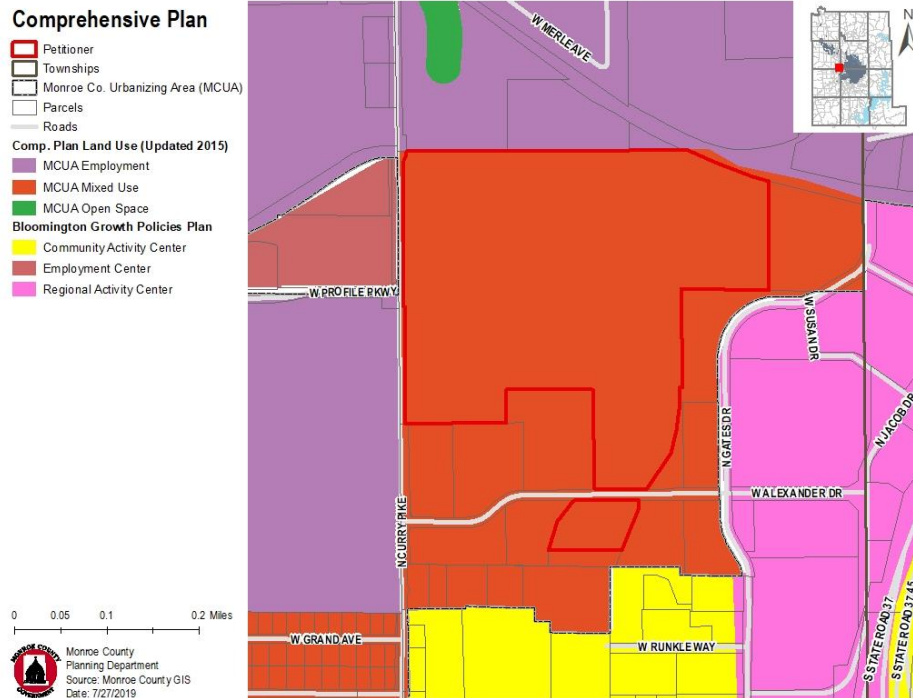 Comprehensive Plan
Petitioner
Townships
Monroe Co. Urbanizing Area (MCUA)
Parcels
Roads
Comp. Plan Land Use (Updated 2015)
MCUA Employment
MCUA Mixed Use
MCUA Open Space
Bloomington Growth Policies Plan
Community Activity Center
Employment Center
Regional Activity Center
W MERLE AVE
N
W PROFILE PKWY
W SUSAN DR
N JACOB DR
N GATES DR
W ALEXANDER DR
N CURRY PIKE
W GRAND AVE
W RUNKLE WAY
S STATE ROAD 37
S STATE ROAD 37 45
0 0.05 0.1 0.2 Miles
MONROE COUNTY
GOVERNMENT
Monroe County
Planning Department
Source: Monroe County GIS
Date: 7/27/2019